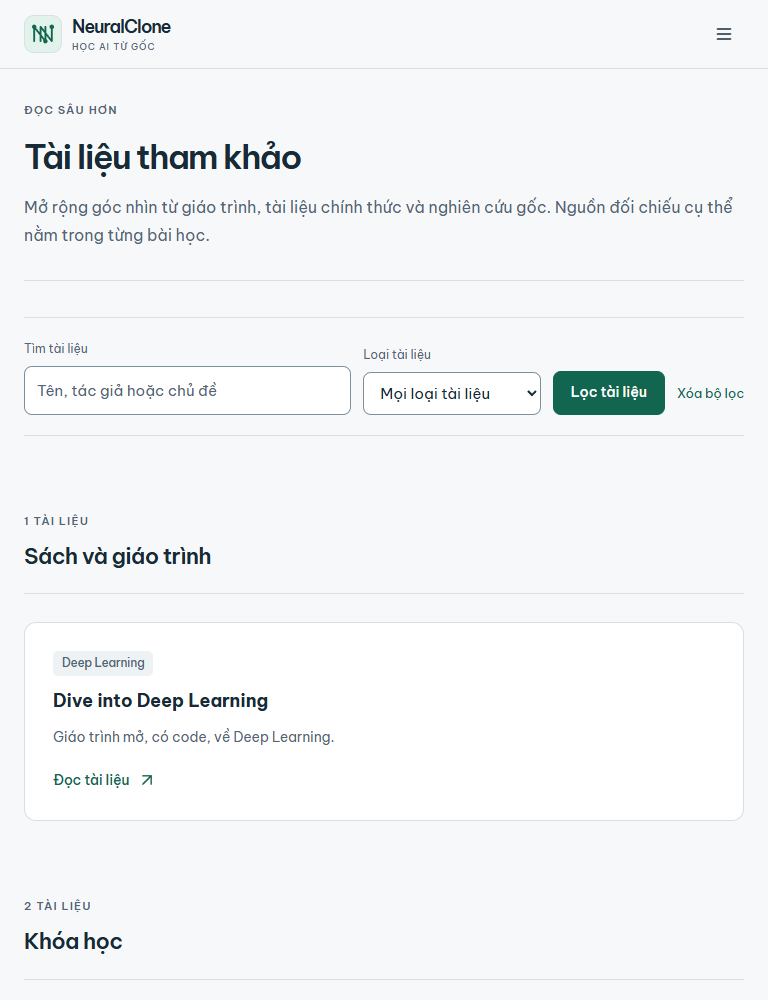 NeuralClone
HỌC AI TỪ GỐC
ĐỌC SÂU HƠN
Tài liệu tham khảo
Mở rộng góc nhìn từ giáo trình, tài liệu chính thức và nghiên cứu gốc. Nguồn đối chiếu cụ thể
nằm trong từng bài học.
Tìm tài liệu
Tên, tác giả hoặc chủ đề
Loại tài liệu
Mọi loại tài liệu
Lọc tài liệu
Xóa bộ lọc
1 TÀI LIỆU
Sách và giáo trình
Deep Learning
Dive into Deep Learning
Giáo trình mở, có code, về Deep Learning.
Đọc tài liệu
2 TÀI LIỆU
Khóa học